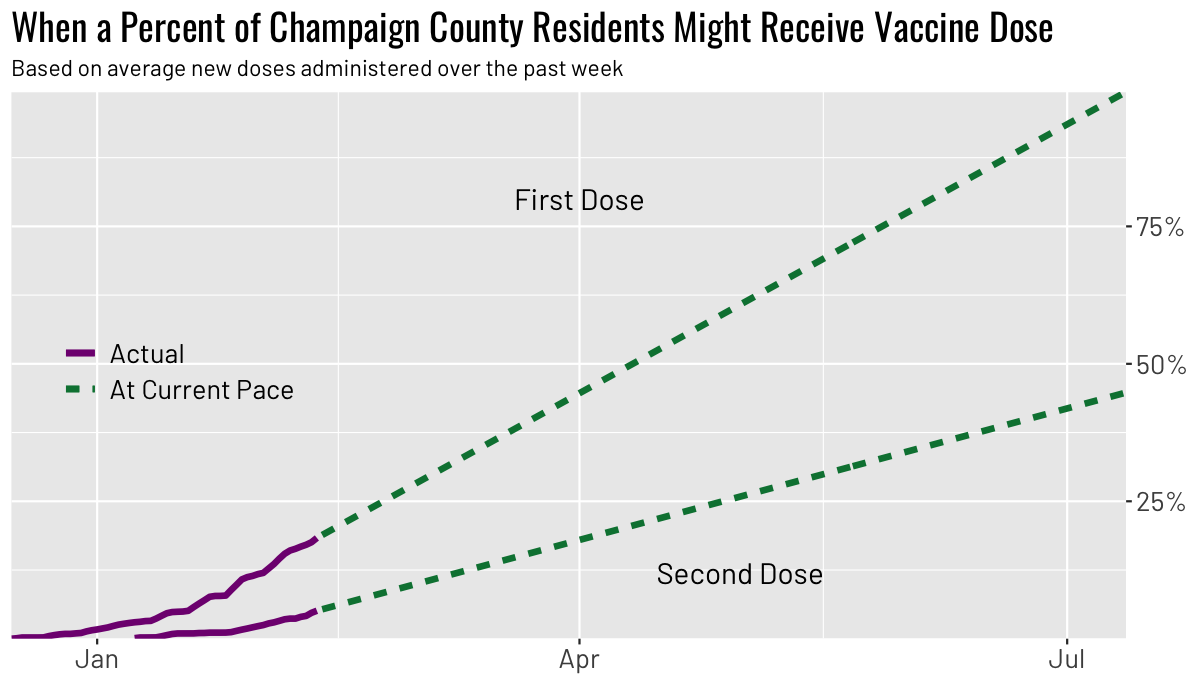 When a Percent of Champaign County Residents Might Receive Vaccine Dose
Based on average new doses administered over the past week
First Dose
75%
Actual
50%
At Current Pace
25%
Second Dose
Jan
Apr
Jul